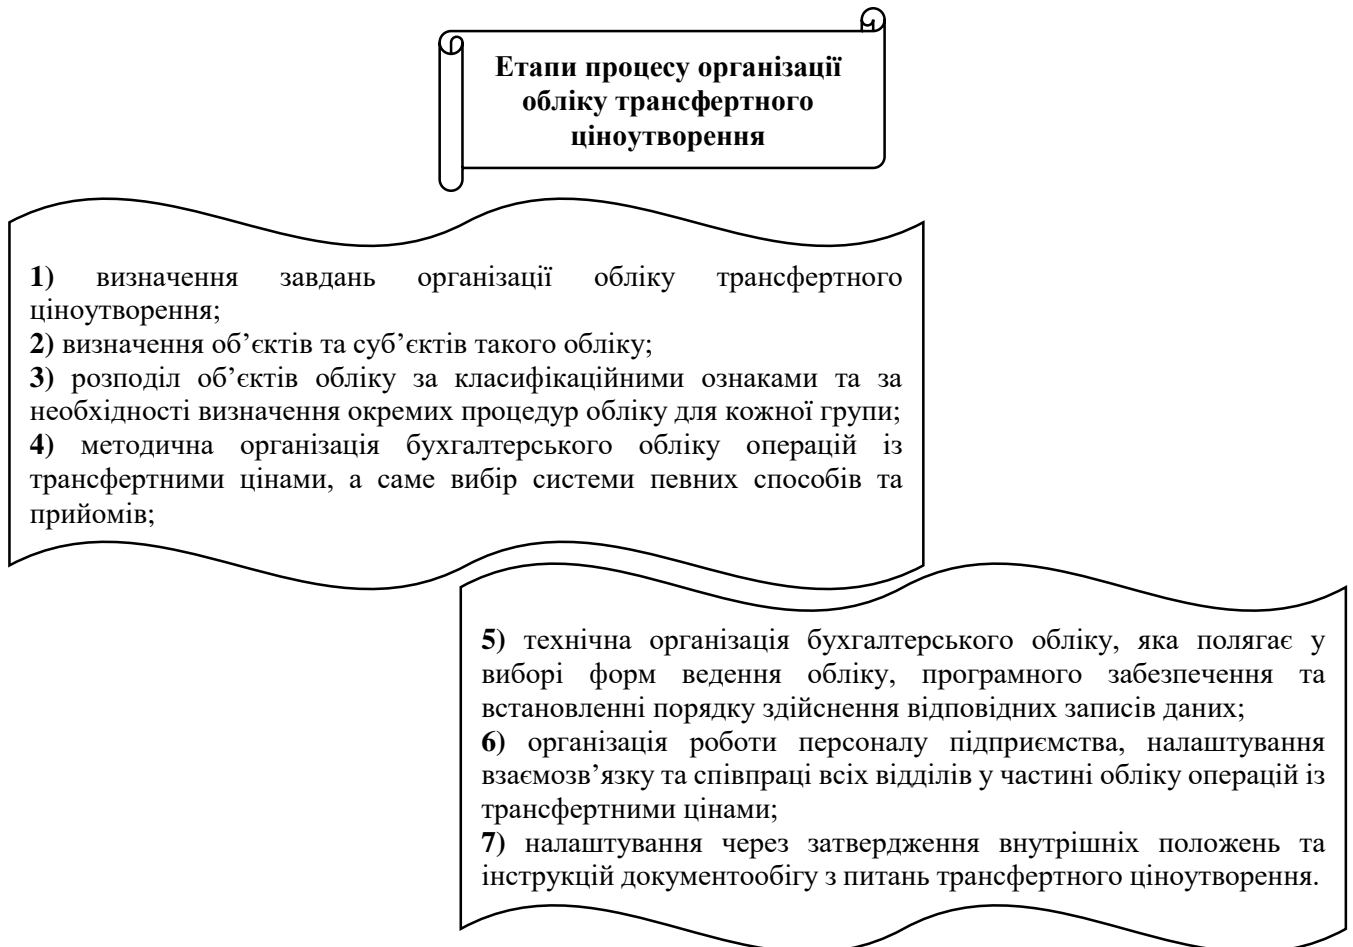 Етапи процесу організації
обліку трансфертного
ціноутворення
1) визначення завдань організації обліку трансфертного
ціноутворення;
2) визначення об’єктів та суб’єктів такого обліку;
3) розподіл об’єктів обліку за класифікаційними ознаками та за
необхідності визначення окремих процедур обліку для кожної групи;
4) методична організація бухгалтерського обліку операцій із
трансфертними цінами, а саме вибір системи певних способів та
прийомів;
5) технічна організація бухгалтерського обліку, яка полягає у
виборі форм ведення обліку, програмного забезпечення та
встановленні порядку здійснення відповідних записів даних;
6) організація роботи персоналу підприємства, налаштування
взаємозв’язку та співпраці всіх відділів у частині обліку операцій із
трансфертними цінами;
7) налаштування через затвердження внутрішніх положень та
інструкцій документообігу з питань трансфертного ціноутворення.